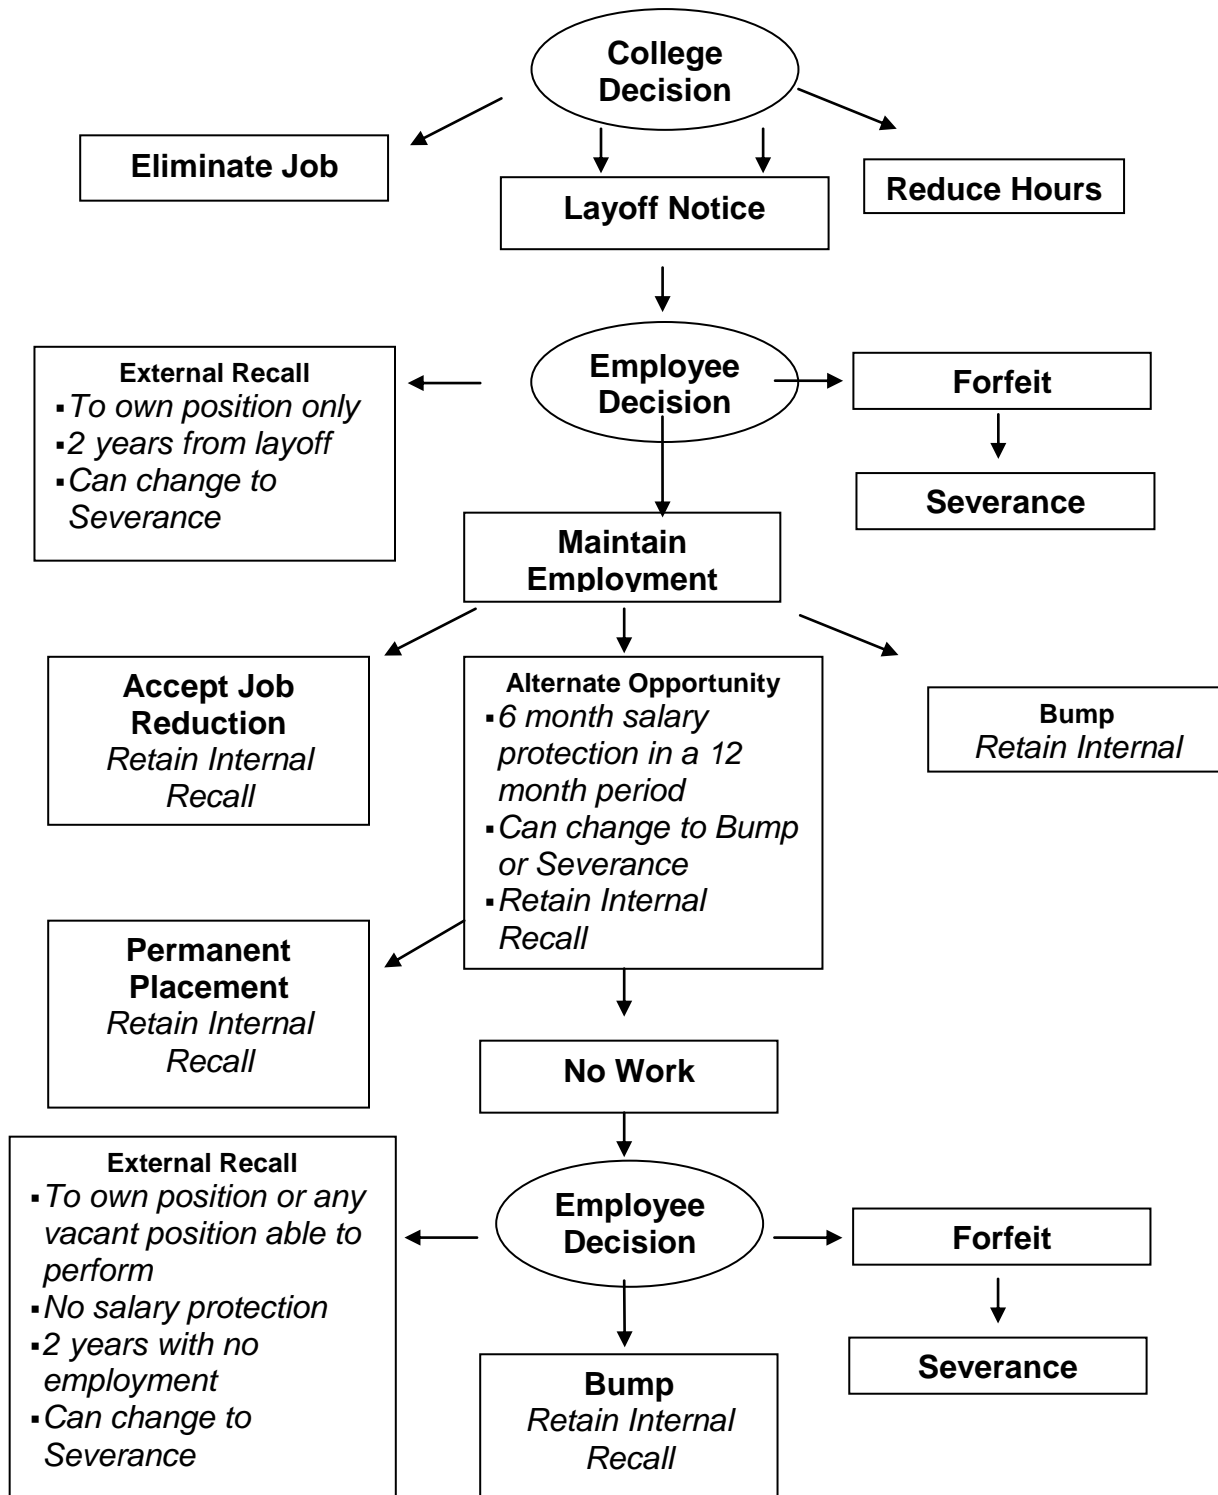 College
Decision
Eliminate Job
Reduce Hours
Layoff Notice
External Recall
▪To own position only
▪2 years from layoff
▪Can change to
Severance
Employee
Decision
Forfeit
Severance
Maintain
Employment
Accept Job
Reduction
Retain Internal
Recall
Alternate Opportunity
▪6 month salary
protection in a 12
month period
▪Can change to Bump
or Severance
▪Retain Internal
Recall
Bump
Retain Internal
Permanent
Placement
Retain Internal
Recall
No Work
External Recall
▪To own position or any
vacant position able to
perform
▪No salary protection
▪2 years with no
employment
▪Can change to
Severance
Employee
Decision
Forfeit
Severance
Bump
Retain Internal
Recall